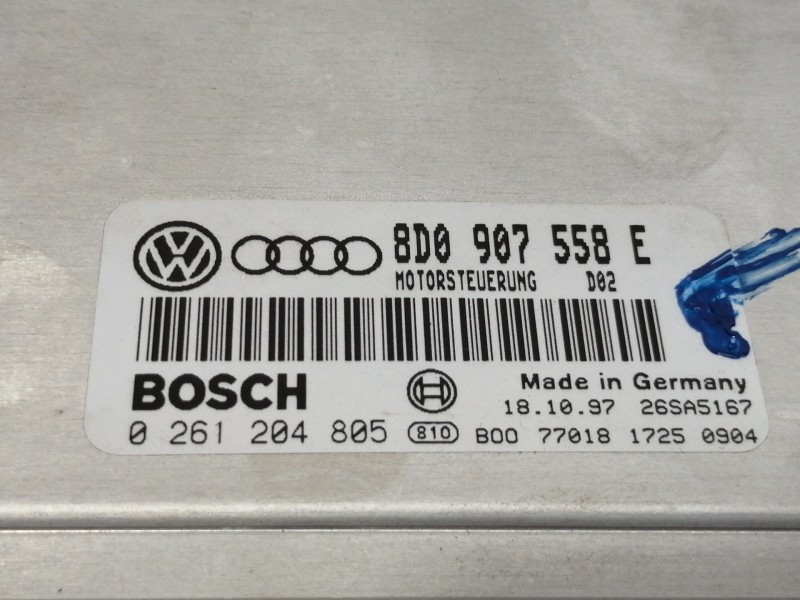 8D0 907 558 E
MOTORSTEUERUNG D02
BOSCH
Made in Germany
18.10.97 26SA5167
0 261 204 805 810 B00 77018 1725 0904